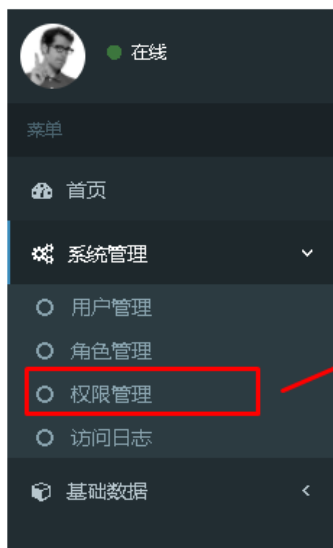 在线
菜单
首页
系统管理
用户管理
角色管理
权限管理
访问日志
基础数据